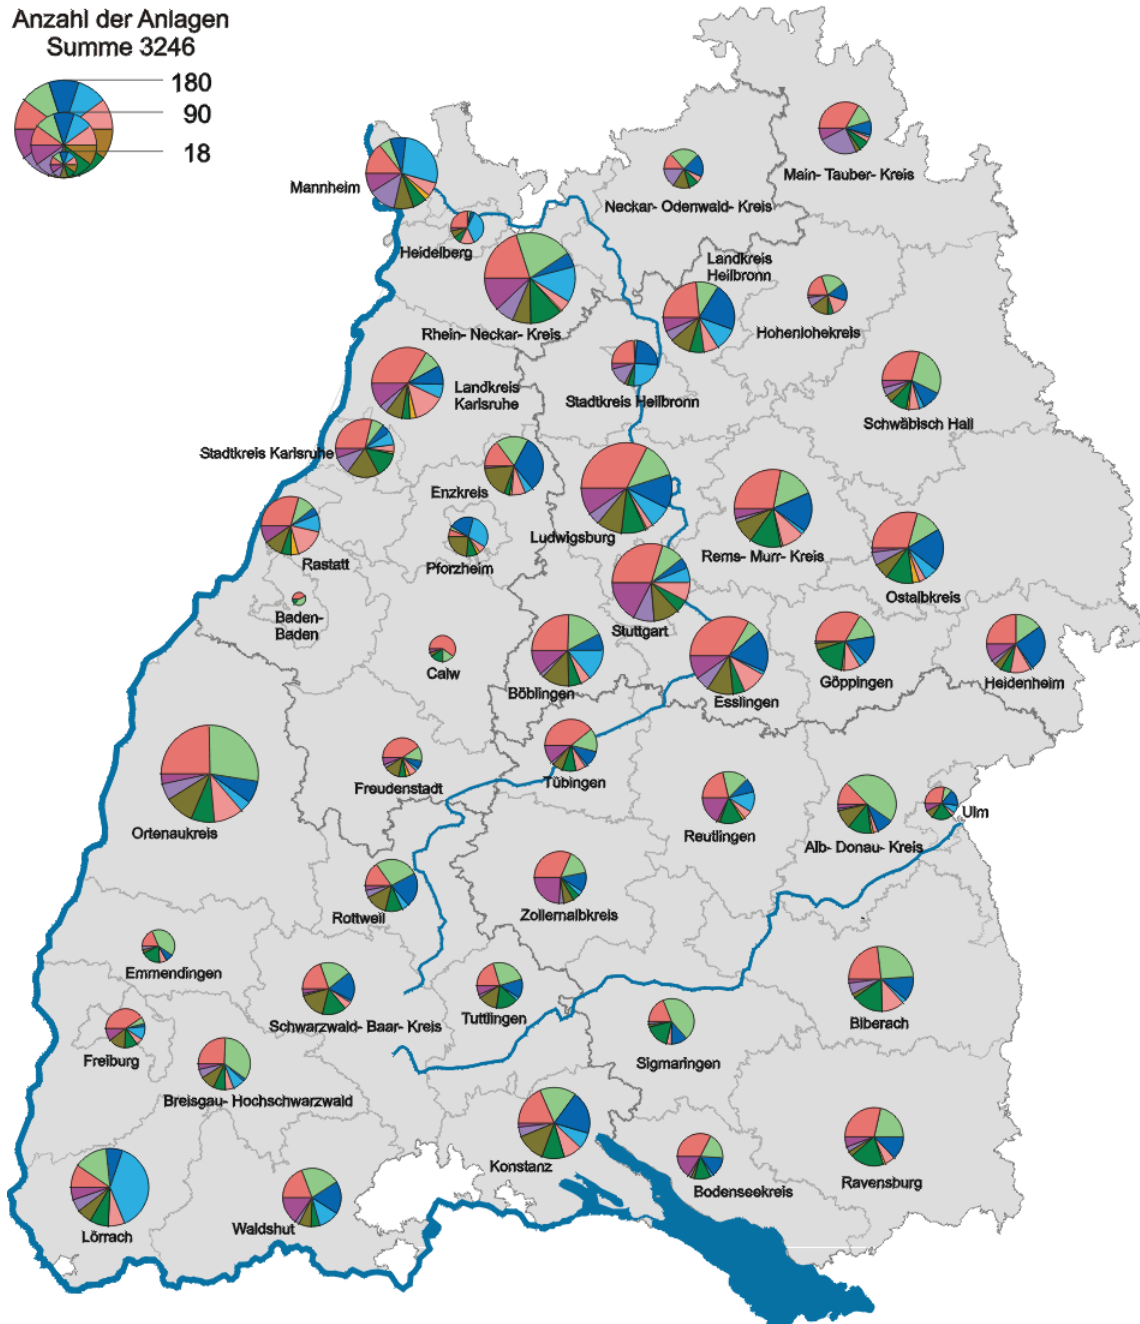 Anzahl der Anlagen
Summe 3246
180
90
18
Mannheim
Main- Tauber- Kreis
Neckar- Odenwald- Kreis
Heidelberg
Landkreis
Heilbronn
Rhein- Neckar- Kreis
Hohenlohekreis
Landkreis
Karlsruhe
Stadtkreis Heilbronn
Schwäbisch Hall
Stadtkreis Karlsruhe
Enzkreis
Ludwigsburg
Rems- Murr- Kreis
Rastatt
Pforzheim
Ostalbkreis
Baden-
Baden
Stuttgart
Calw
Böblingen
Esslingen
Göppingen
Heidenheim
Tübingen
Freudenstadt
Ortenaukreis
Reutlingen
Alb- Donau- Kreis
Ulm
Rottweil
Zollernalbkreis
Emmendingen
Schwarzwald- Baar- Kreis
Tuttlingen
Biberach
Freiburg
Sigmaringen
Breisgau- Hochschwarzwald
Konstanz
Bodenseekreis
Ravensburg
Lörrach
Waldshut